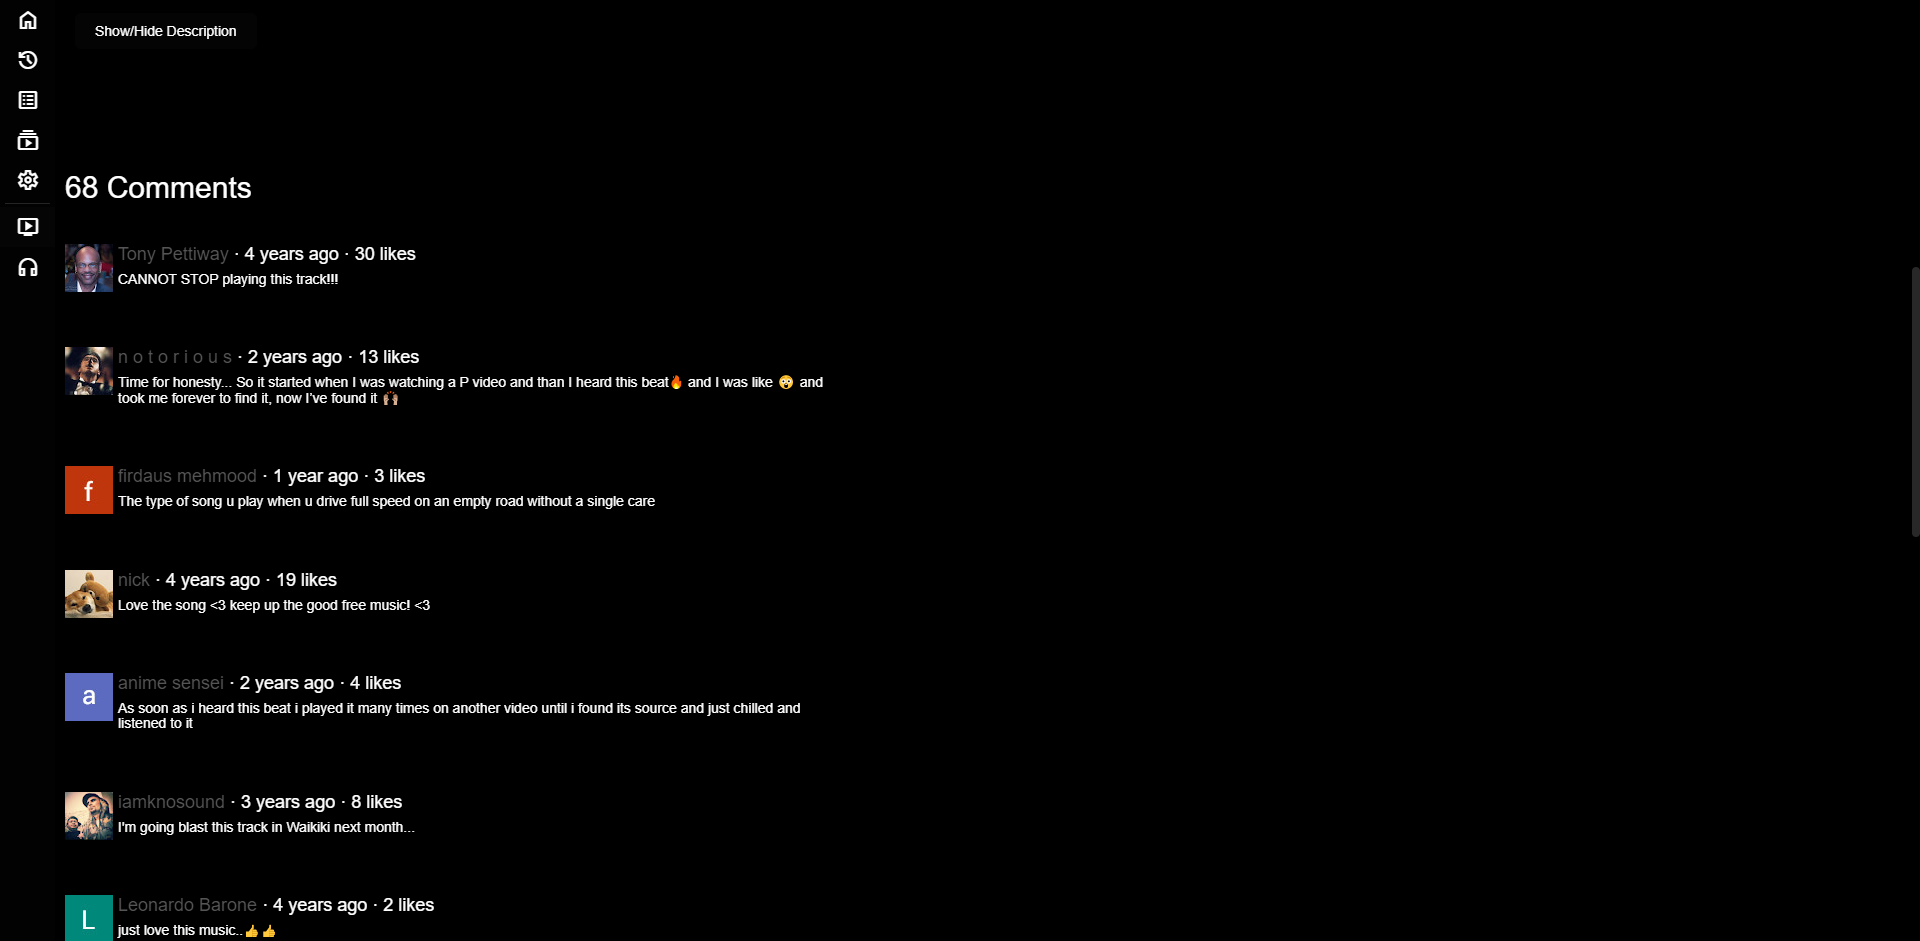 Show/Hide Description
68 Comments
Tony Pettiway · 4 years ago · 30 likes
CANNOT STOP playing this track!!!
n o t o r i o u s · 2 years ago · 13 likes
Time for honesty... So it started when I was watching a P video and than I heard this beat🔥 and I was like 😳 and
took me forever to find it, now I've found it 🙌🏼
f
firdaus mehmood · 1 year ago · 3 likes
The type of song u play when u drive full speed on an empty road without a single care
nick · 4 years ago · 19 likes
Love the song <3 keep up the good free music! <3
a
anime sensei · 2 years ago · 4 likes
As soon as i heard this beat i played it many times on another video until i found its source and just chilled and
listened to it
iamknosound · 3 years ago · 8 likes
I'm going blast this track in Waikiki next month...
L
Leonardo Barone · 4 years ago · 2 likes
just love this music..👍👍